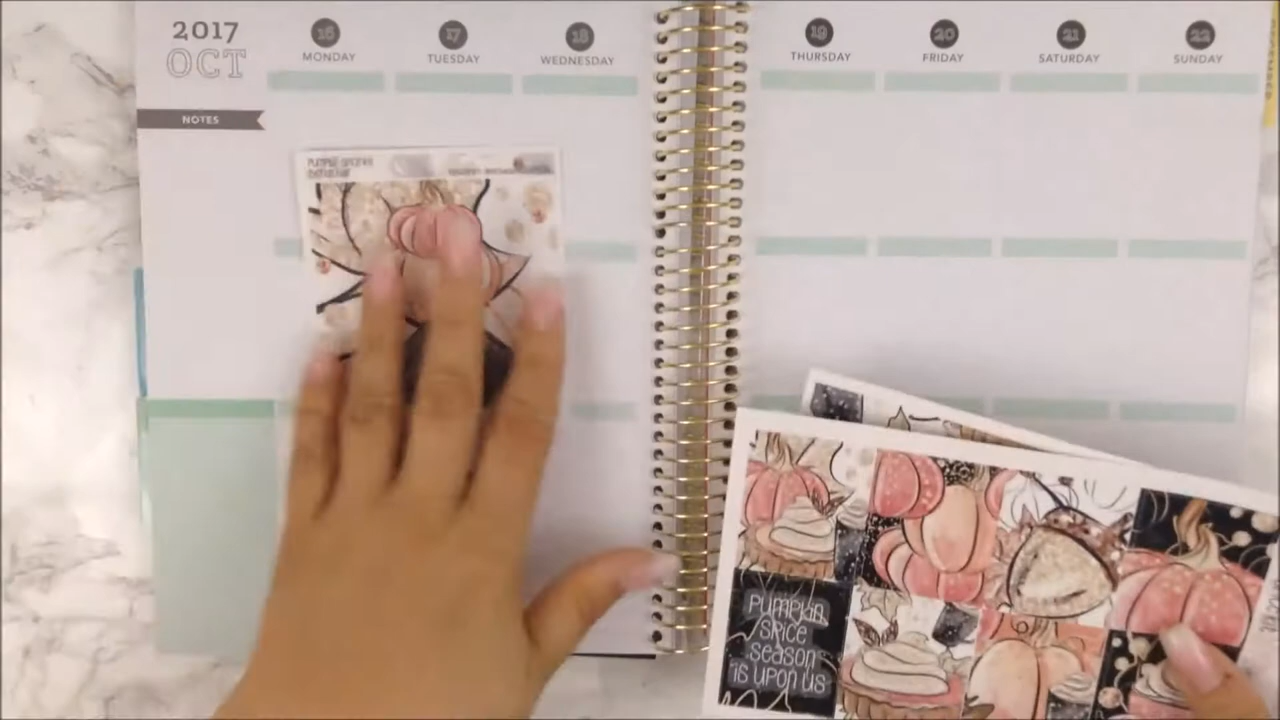 2017
OCT
16 17 18 19 20 21 22
MONDAY TUESDAY WEDNESDAY THURSDAY FRIDAY SATURDAY SUNDAY
NOTES
PUMPKIN
SPICE
SEASON
IS UPON US